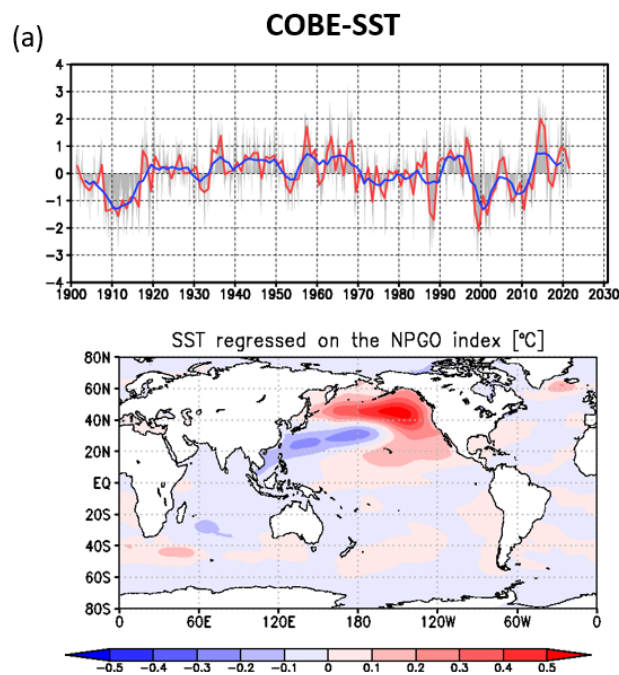 COBE-SST
(a)
4
3
2
1
0
−1
−2
−3
−4
1900 1910 1920 1930 1940 1950 1960 1970 1980 1990 2000 2010 2020 2030
SST regressed on the NPGO index [°C]
80N
60N
40N
20N
EQ
20S
40S
60S
80S
0 60E 120E 180 120W 60W 0
−0.5 −0.4 −0.3 −0.2 −0.1 0 0.1 0.2 0.3 0.4 0.5